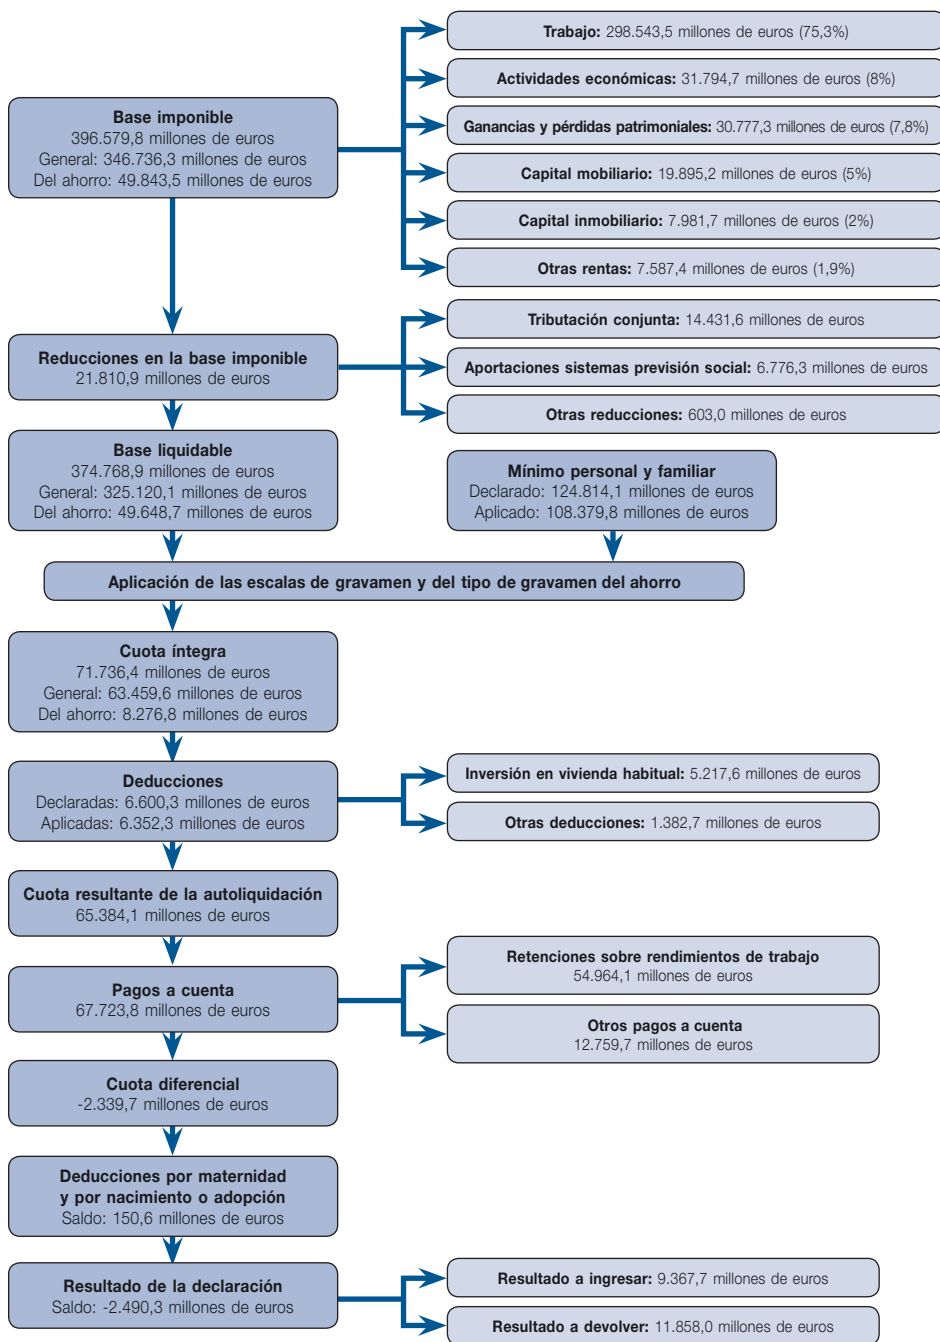 Base imponible
396.579,8 millones de euros
General: 346.736,3 millones de euros
Del ahorro: 49.843,5 millones de euros
Trabajo: 298.543,5 millones de euros (75,3%)
Actividades económicas: 31.794,7 millones de euros (8%)
Ganancias y pérdidas patrimoniales: 30.777,3 millones de euros (7,8%)
Capital mobiliario: 19.895,2 millones de euros (5%)
Capital inmobiliario: 7.981,7 millones de euros (2%)
Otras rentas: 7.587,4 millones de euros (1,9%)
Reducciones en la base imponible
21.810,9 millones de euros
Tributación conjunta: 14.431,6 millones de euros
Aportaciones sistemas previsión social: 6.776,3 millones de euros
Otras reducciones: 603,0 millones de euros
Base liquidable
374.768,9 millones de euros
General: 325.120,1 millones de euros
Del ahorro: 49.648,7 millones de euros
Mínimo personal y familiar
Declarado: 124.814,1 millones de euros
Aplicado: 108.379,8 millones de euros
Aplicación de las escalas de gravamen y del tipo de gravamen del ahorro
Cuota íntegra
71.736,4 millones de euros
General: 63.459,6 millones de euros
Del ahorro: 8.276,8 millones de euros
Deducciones
Declaradas: 6.600,3 millones de euros
Aplicadas: 6.352,3 millones de euros
Inversión en vivienda habitual: 5.217,6 millones de euros
Otras deducciones: 1.382,7 millones de euros
Cuota resultante de la autoliquidación
65.384,1 millones de euros
Pagos a cuenta
67.723,8 millones de euros
Retenciones sobre rendimientos de trabajo
54.964,1 millones de euros
Otros pagos a cuenta
12.759,7 millones de euros
Cuota diferencial
-2.339,7 millones de euros
Deducciones por maternidad
y por nacimiento o adopción
Saldo: 150,6 millones de euros
Resultado de la declaración
Saldo: -2.490,3 millones de euros
Resultado a ingresar: 9.367,7 millones de euros
Resultado a devolver: 11.858,0 millones de euros